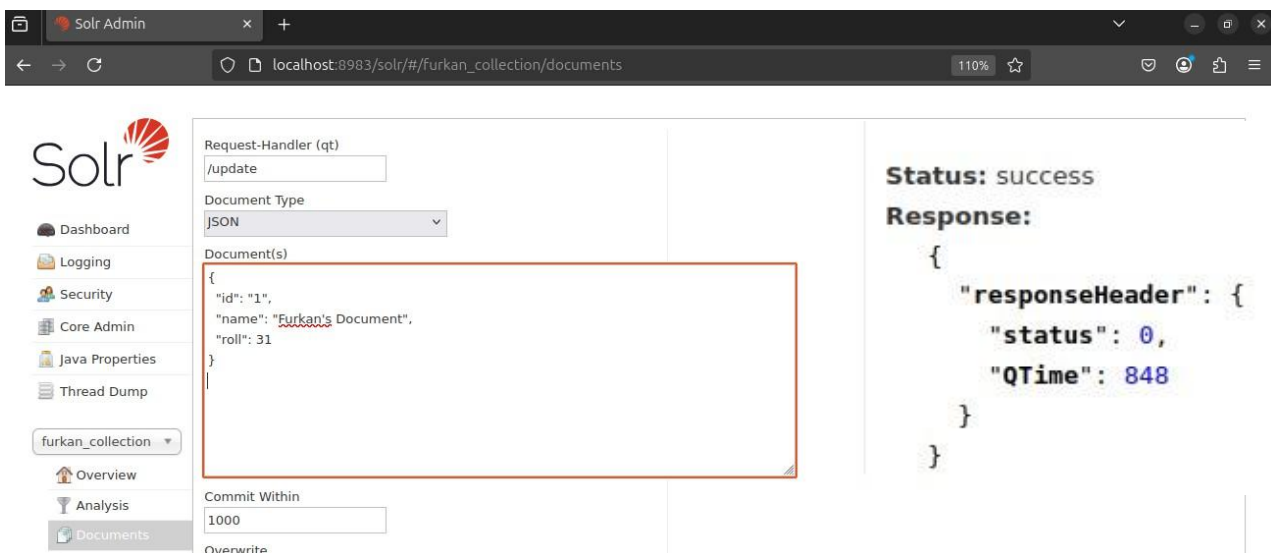 Solr Admin
localhost:8983/solr/#/furkan_collection/documents
110%
Solr
Dashboard
Logging
Security
Core Admin
Java Properties
Thread Dump
furkan_collection
Overview
Analysis
Documents
Request-Handler (qt)
/update
Document Type
JSON
Document(s)
{
"id": "1",
"name": "Furkan's Document",
"roll": 31
}
Commit Within
1000
Overwrite
Status: success
Response:
{
"responseHeader": {
"status": 0,
"QTime": 848
}
}